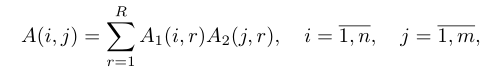 $A(i,j) = \sum_{r=1}^{R} A_1(i,r)A_2(j,r), \quad i = \overline{1,n}, \quad j = \overline{1,m},$